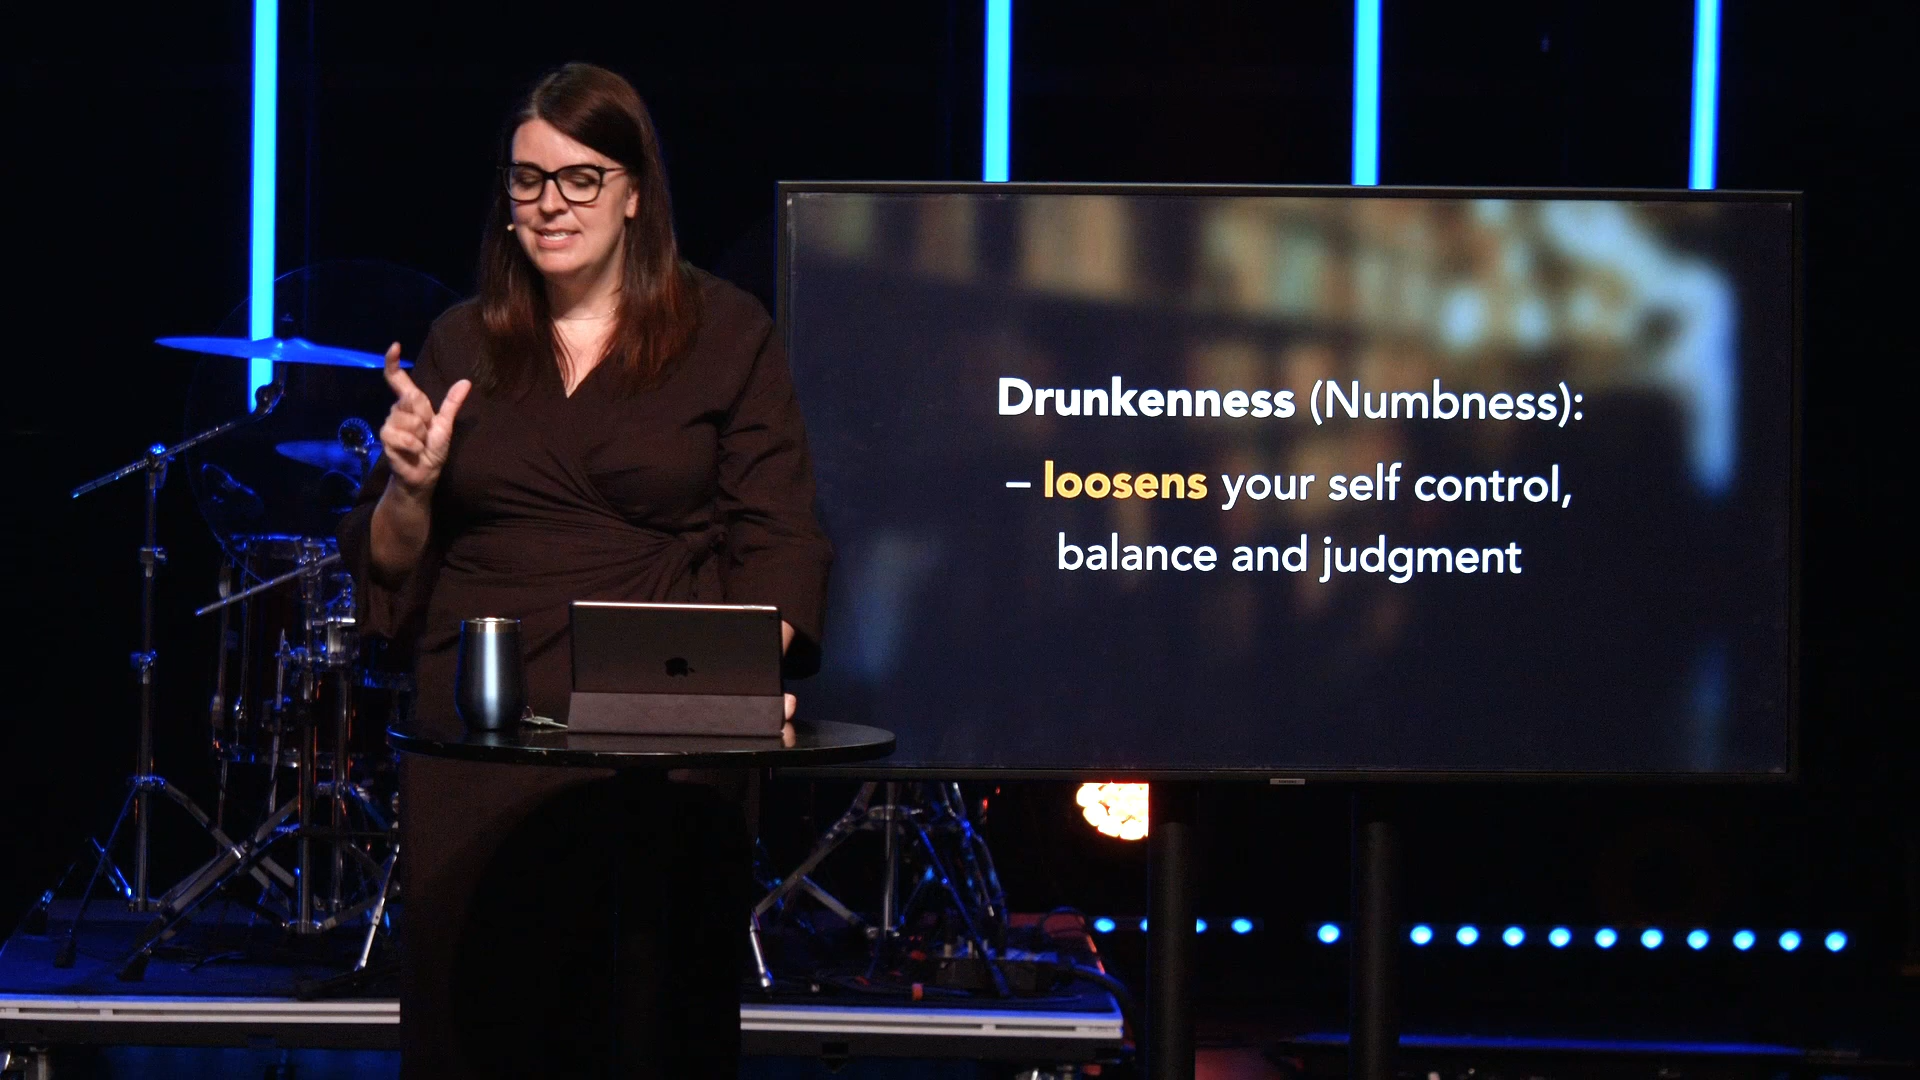 Drunkenness (Numbness):
– loosens your self control,
balance and judgment